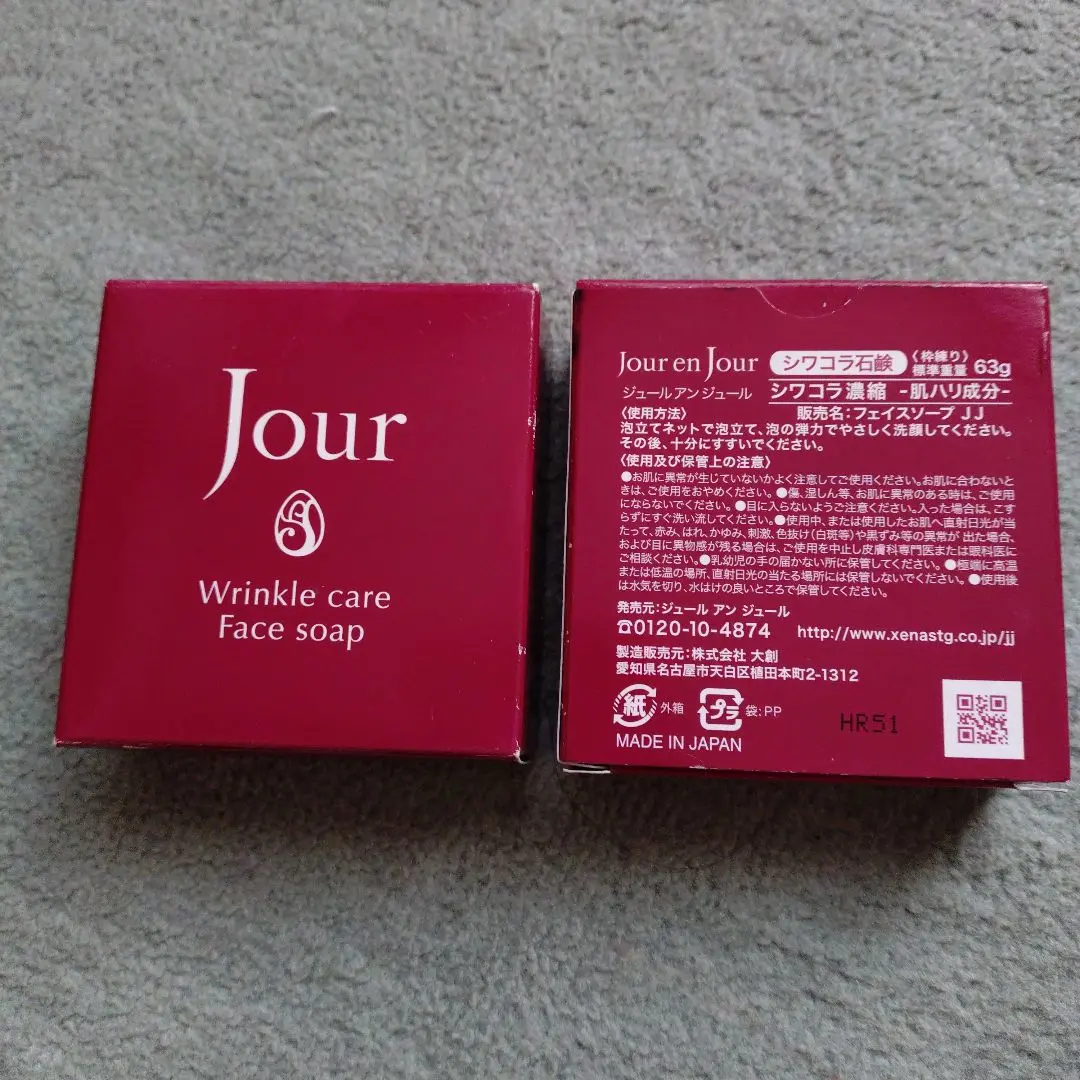 Jour
Wrinkle care
Face soap
Jour en Jour シワコラ石鹸 〈枠練り〉標準重量 63g
ジュール アン ジュール シワコラ濃縮 -肌ハリ成分-
〈使用方法〉 販売名:フェイスソープ JJ
泡立てネットで泡立て、泡の弾力でやさしく洗顔してください。
その後、十分にすすいでください。
〈使用及び保管上の注意〉
●お肌に異常が生じていないかよく注意してご使用ください。お肌に合わないと
きは、ご使用をおやめください。●傷、湿しん等、お肌に異常のある時は、ご使用
にならないでください。●目に入らないようご注意ください。入った場合は、こす
らずにすぐ洗い流してください。●使用中、または使用したお肌へ直射日光が当
たって、赤み、はれ、かゆみ、刺激、色抜け(白斑等)や黒ずみ等の異常が出た場合、
および目に異物感が残る場合は、ご使用を中止し皮膚科専門医または眼科医に
ご相談ください。●乳幼児の手の届かない所に保管してください。●極端に高温
または低温の場所、直射日光の当たる場所には保管しないでください。●使用後
は水気を切り、水はけの良いところで保管してください。
発売元:ジュール アン ジュール
☎0120-10-4874 http://www.xenastg.co.jp/jj
製造販売元:株式会社 大創
愛知県名古屋市天白区植田本町2-1312
紙 外箱 プラ 袋:PP
HR51
MADE IN JAPAN